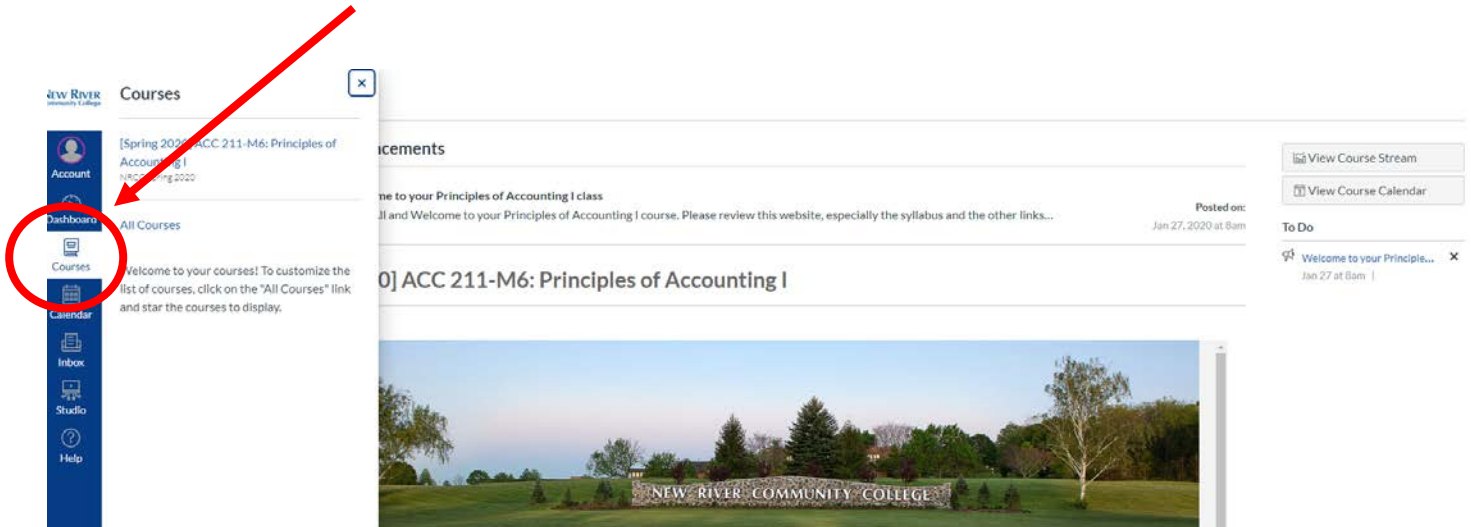 NEW RIVER
Community College
Account
Dashboard
Courses
Calendar
Inbox
Studio
Help
Courses
×
[Spring 2020] ACC 211-M6: Principles of
Accounting I
NRCC Spring 2020
All Courses
Welcome to your courses! To customize the
list of courses, click on the "All Courses" link
and star the courses to display.
ncements
me to your Principles of Accounting I class
ll and Welcome to your Principles of Accounting I course. Please review this website, especially the syllabus and the other links...
Posted on:
Jan 27, 2020 at 8am
0] ACC 211-M6: Principles of Accounting I
NEW RIVER COMMUNITY COLLEGE
View Course Stream
View Course Calendar
To Do
Welcome to your Principle...
×
Jan 27 at 8am |